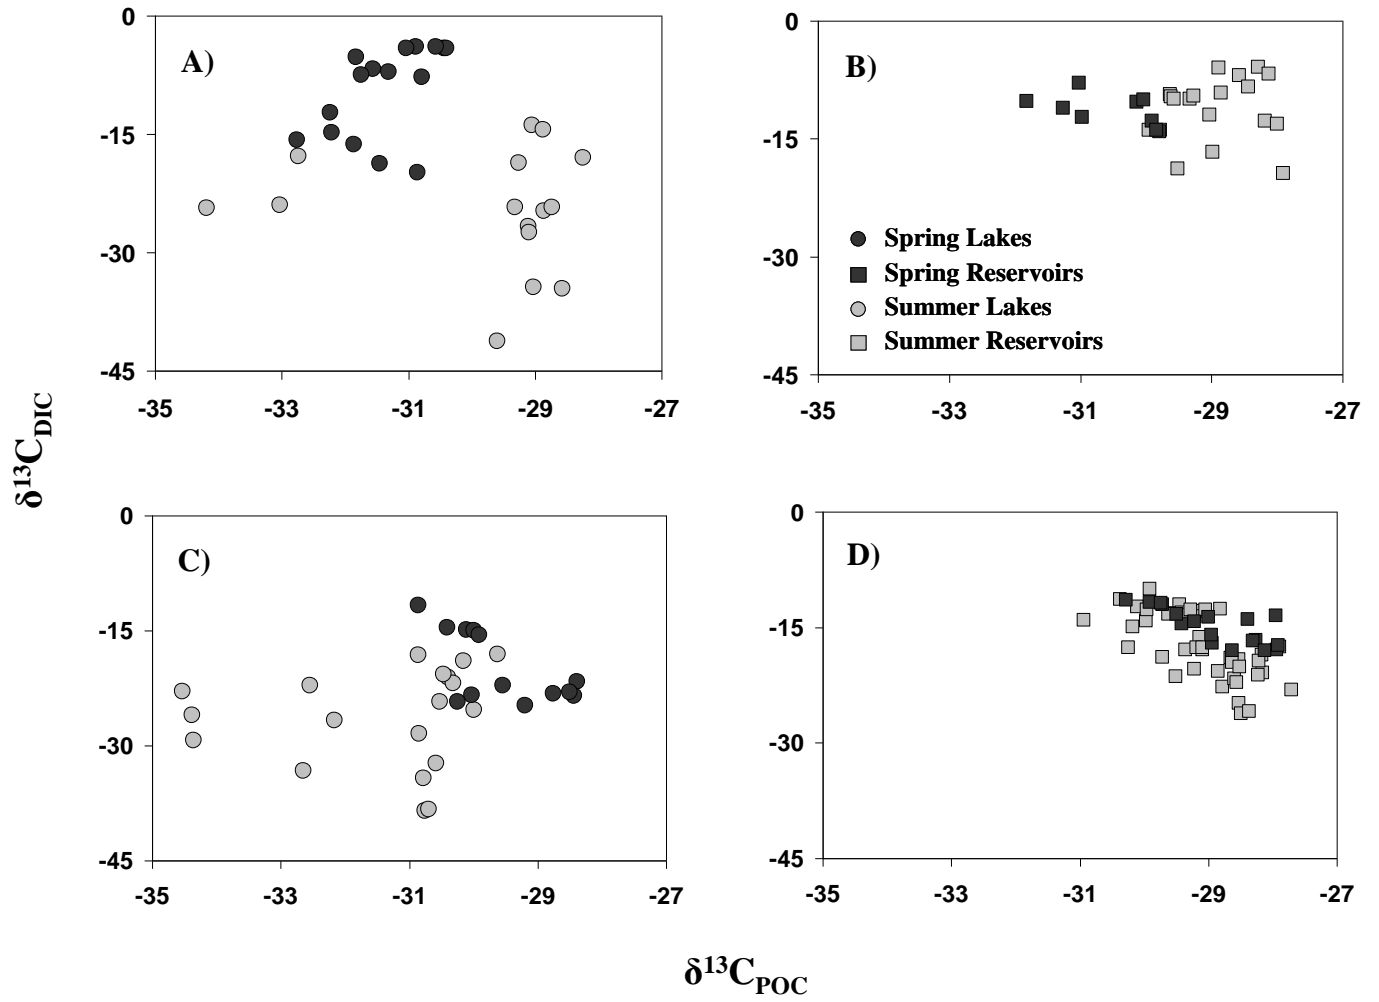 0
-15
-30
-45
-35 -33 -31 -29 -27
A)
0
-15
-30
-45
-35 -33 -31 -29 -27
B)
Spring Lakes
Spring Reservoirs
Summer Lakes
Summer Reservoirs
δ13CDIC
0
-15
-30
-45
-35 -33 -31 -29 -27
C)
0
-15
-30
-45
-35 -33 -31 -29 -27
D)
δ13CPOC